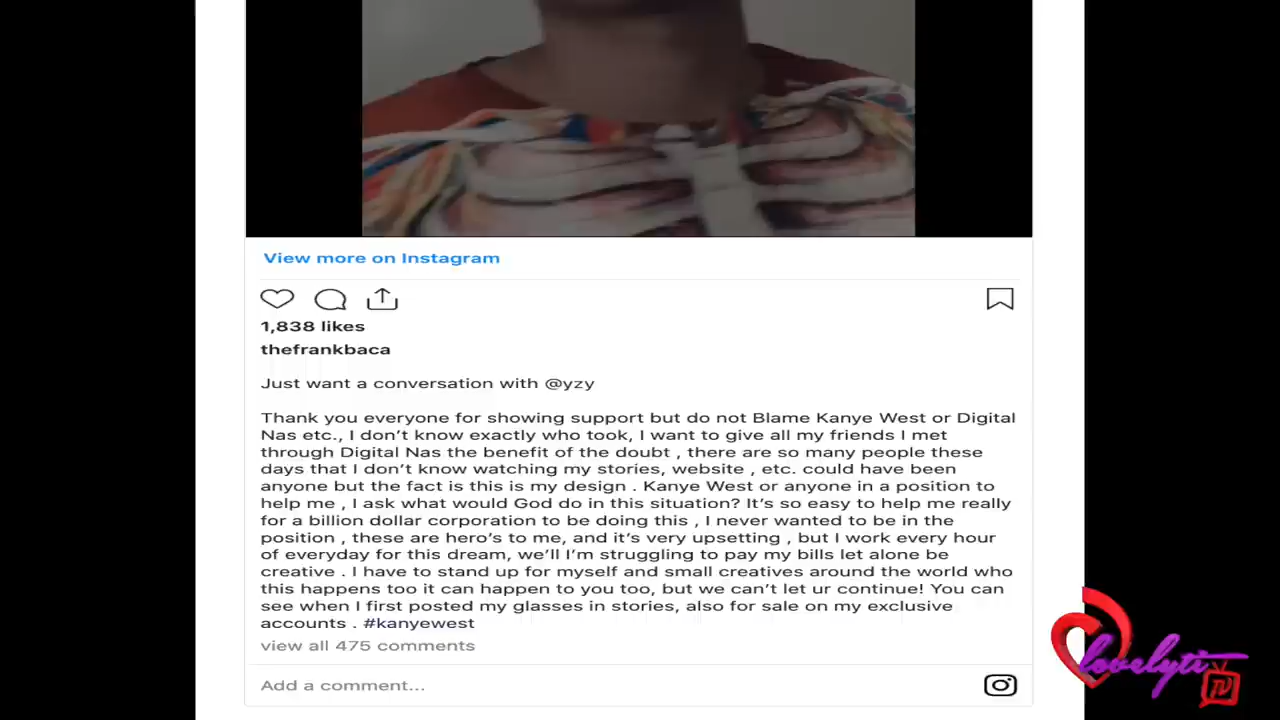 View more on Instagram
1,838 likes
thefrankbaca
Just want a conversation with @yzy
Thank you everyone for showing support but do not Blame Kanye West or Digital
Nas etc., I don't know exactly who took, I want to give all my friends I met
through Digital Nas the benefit of the doubt , there are so many people these
days that I don't know watching my stories, website , etc. could have been
anyone but the fact is this is my design . Kanye West or anyone in a position to
help me , I ask what would God do in this situation? It's so easy to help me really
for a billion dollar corporation to be doing this , I never wanted to be in the
position , these are hero's to me, and it's very upsetting , but I work every hour
of everyday for this dream, we'll I'm struggling to pay my bills let alone be
creative . I have to stand up for myself and small creatives around the world who
this happens too it can happen to you too, but we can't let ur continue! You can
see when I first posted my glasses in stories, also for sale on my exclusive
accounts . #kanyewest
view all 475 comments
Add a comment...
lovelyti
TV